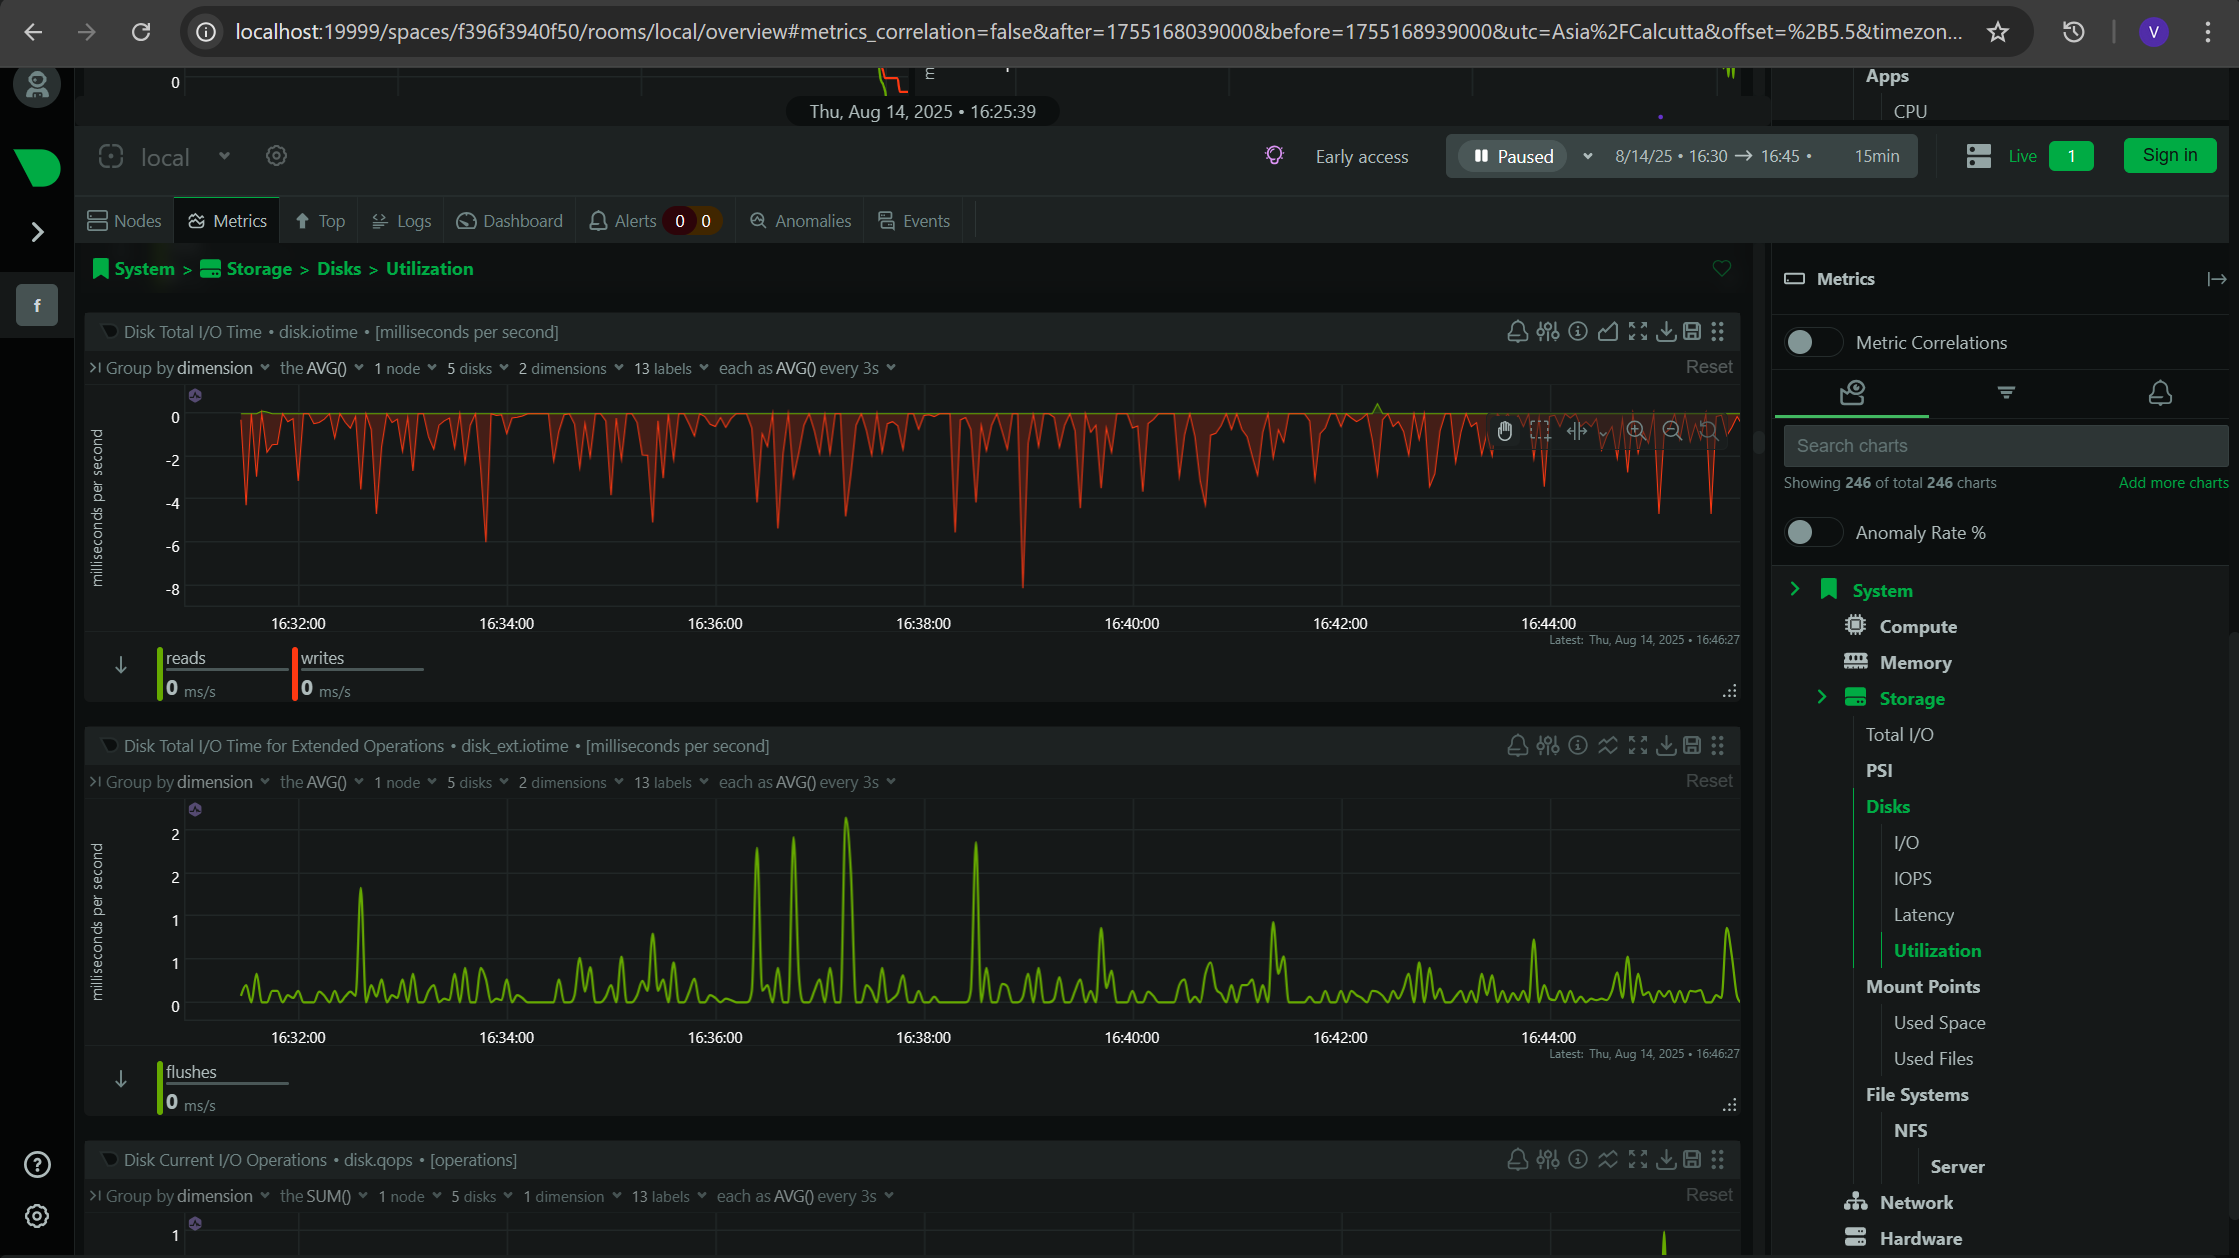 localhost:19999/spaces/f396f3940f50/rooms/local/overview#metrics_correlation=false&after=1755168039000&before=1755168939000&utc=Asia%2FCalcutta&offset=%2B5.5&timezon...
V
0
Thu, Aug 14, 2025 • 16:25:39
Apps
CPU
local
Early access
Paused
8/14/25 • 16:30 → 16:45 •
15min
Live
1
Sign in
Nodes
Metrics
Top
Logs
Dashboard
Alerts
0
0
Anomalies
Events
f
System > Storage > Disks > Utilization
Disk Total I/O Time • disk.iotime • [milliseconds per second]
Group by dimension the AVG() 1 node 5 disks 2 dimensions 13 labels each as AVG() every 3s
Reset
milliseconds per second
0
-2
-4
-6
-8
16:32:00
16:34:00
16:36:00
16:38:00
16:40:00
16:42:00
16:44:00
Latest: Thu, Aug 14, 2025 • 16:46:27
reads
0 ms/s
writes
0 ms/s
Disk Total I/O Time for Extended Operations • disk_ext.iotime • [milliseconds per second]
Group by dimension the AVG() 1 node 5 disks 2 dimensions 13 labels each as AVG() every 3s
Reset
milliseconds per second
2
2
1
1
0
16:32:00
16:34:00
16:36:00
16:38:00
16:40:00
16:42:00
16:44:00
Latest: Thu, Aug 14, 2025 • 16:46:27
flushes
0 ms/s
Disk Current I/O Operations • disk.qops • [operations]
Group by dimension the SUM() 1 node 5 disks 1 dimension 13 labels each as AVG() every 3s
Reset
1
Metrics
Metric Correlations
Search charts
Showing 246 of total 246 charts
Add more charts
Anomaly Rate %
System
Compute
Memory
Storage
Total I/O
PSI
Disks
I/O
IOPS
Latency
Utilization
Mount Points
Used Space
Used Files
File Systems
NFS
Server
Network
Hardware